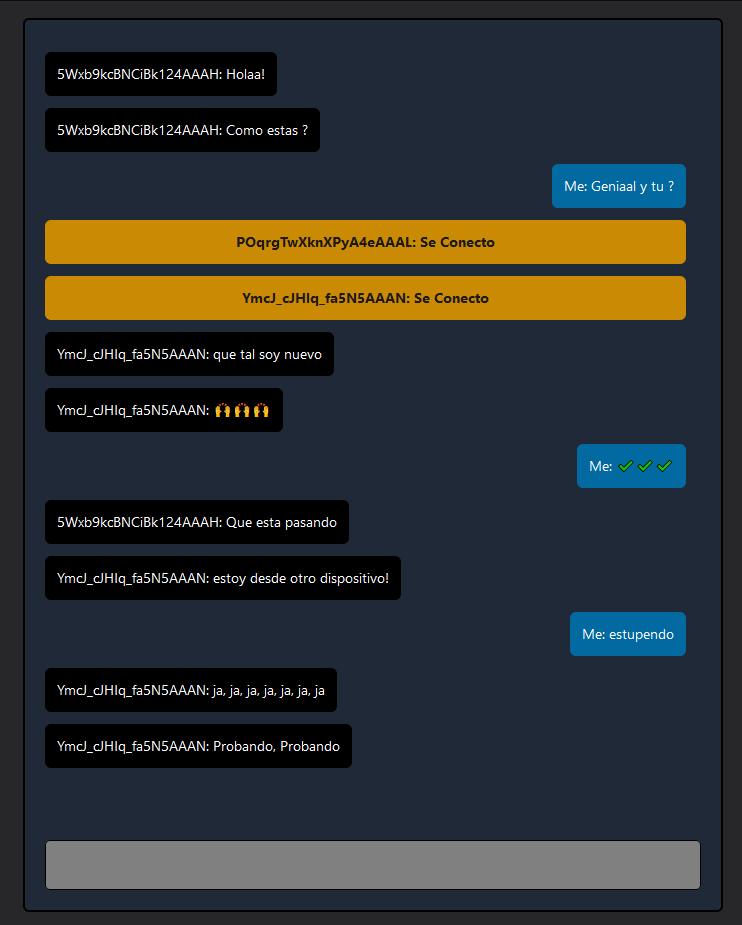 5Wxb9kcBNCiBk124AAAH: Holaa!
5Wxb9kcBNCiBk124AAAH: Como estas ?
Me: Geniaal y tu ?
POqrgTwXknXPyA4eAAAL: Se Conecto
YmcJ_cJHIq_fa5N5AAAN: Se Conecto
YmcJ_cJHIq_fa5N5AAAN: que tal soy nuevo
YmcJ_cJHIq_fa5N5AAAN: 🙌🙌🙌
Me: ✔✔✔
5Wxb9kcBNCiBk124AAAH: Que esta pasando
YmcJ_cJHIq_fa5N5AAAN: estoy desde otro dispositivo!
Me: estupendo
YmcJ_cJHIq_fa5N5AAAN: ja, ja, ja, ja, ja, ja, ja
YmcJ_cJHIq_fa5N5AAAN: Probando, Probando